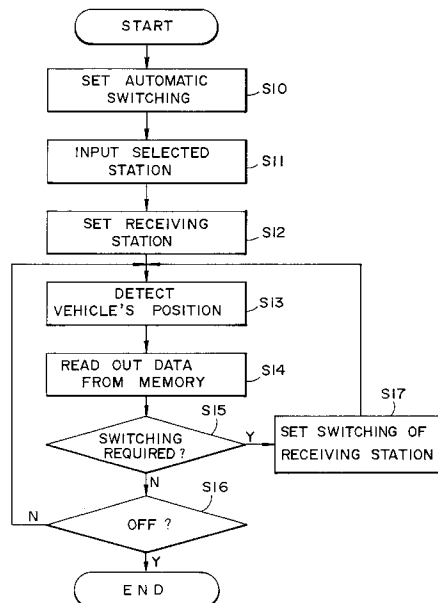 START
SET AUTOMATIC
SWITCHING
S10
INPUT SELECTED
STATION
S11
SET RECEIVING
STATION
S12
DETECT
VEHICLE'S POSITION
S13
READ OUT DATA
FROM MEMORY
S14
S15
SWITCHING
REQUIRED?
Y
N
S17
SET SWITCHING OF
RECEIVING STATION
S16
OFF ?
N
Y
END